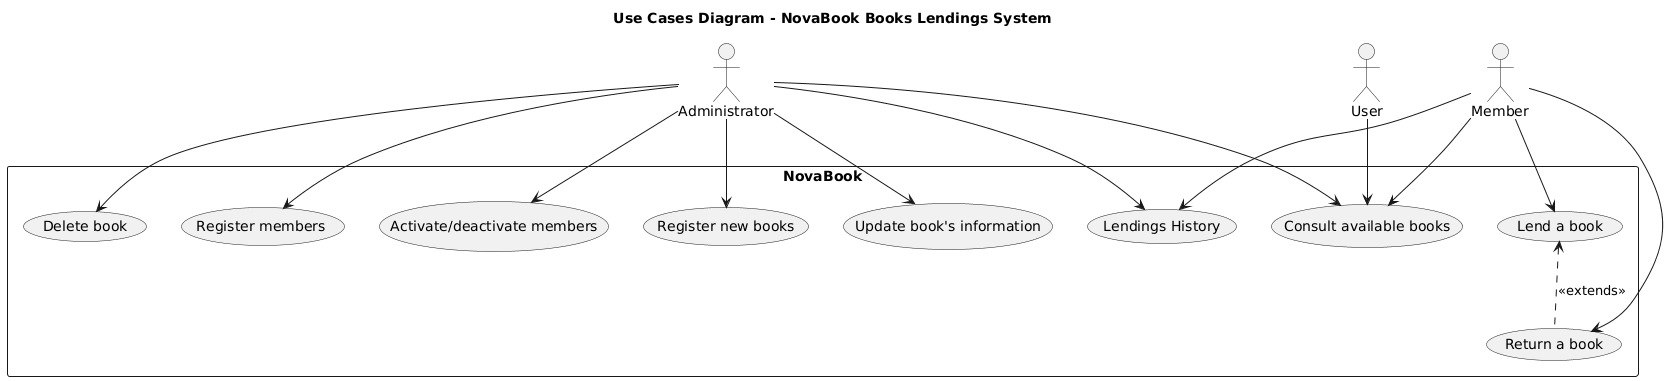 Use Cases Diagram - NovaBook Books Lendings System
Administrator
User
Member
NovaBook
Delete book
Register members
Activate/deactivate members
Register new books
Update book's information
Lendings History
Consult available books
Lend a book
«extends»
Return a book